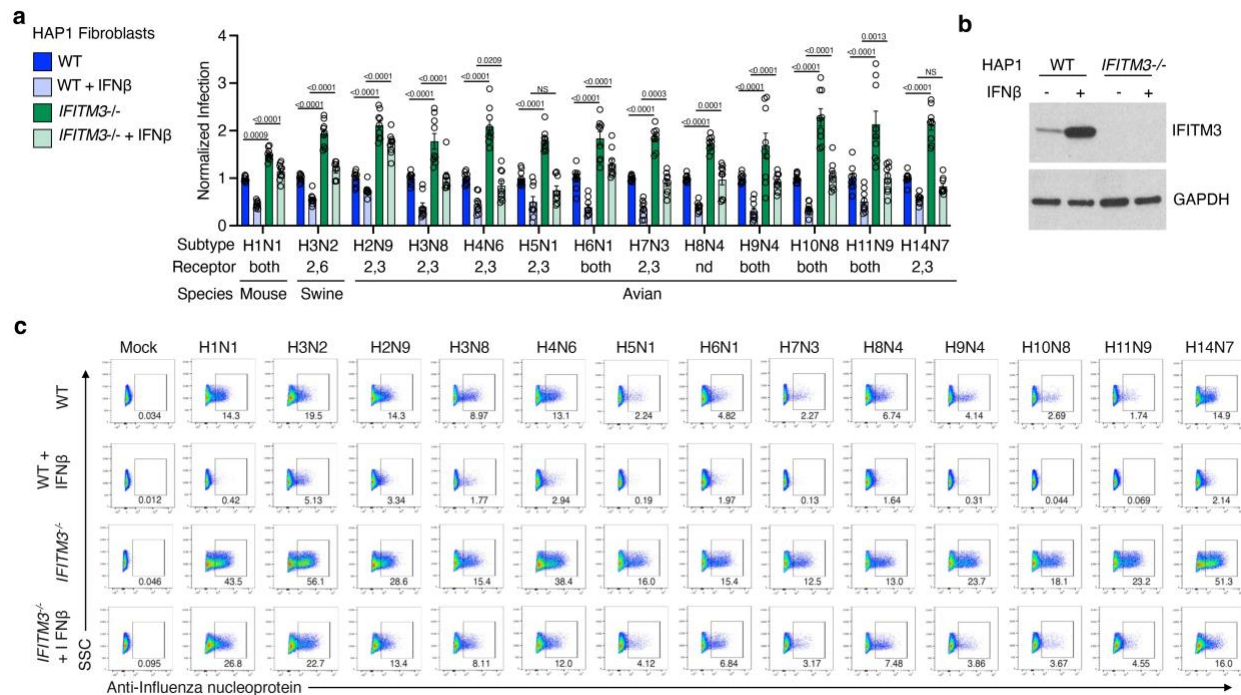 a
HAP1 Fibroblasts
WT
WT + IFNβ
IFITM3-/-
IFITM3-/- + IFNβ
Normalized Infection
4
3
2
1
0
0.0009 <0.0001 <0.0001 <0.0001 <0.0001 <0.0001 <0.0001 <0.0001 0.0209 <0.0001 NS <0.0001 <0.0001 <0.0001 0.0003 <0.0001 0.0001 <0.0001 <0.0001 <0.0001 <0.0001 <0.0001 0.0013 <0.0001 NS
Subtype H1N1 H3N2 H2N9 H3N8 H4N6 H5N1 H6N1 H7N3 H8N4 H9N4 H10N8 H11N9 H14N7
Receptor both 2,6 2,3 2,3 2,3 2,3 both 2,3 nd both both both 2,3
Species Mouse Swine Avian
b
HAP1 WT IFITM3-/-
IFNβ - + - +
IFITM3
GAPDH
c
Mock H1N1 H3N2 H2N9 H3N8 H4N6 H5N1 H6N1 H7N3 H8N4 H9N4 H10N8 H11N9 H14N7
WT
0.034 14.3 19.5 14.3 8.97 13.1 2.24 4.82 2.27 6.74 4.14 2.69 1.74 14.9
WT + IFNβ
0.012 0.42 5.13 3.34 1.77 2.94 0.19 1.97 0.13 1.64 0.31 0.044 0.069 2.14
IFITM3-/-
0.046 43.5 56.1 28.6 15.4 38.4 16.0 15.4 12.5 13.0 23.7 18.1 23.2 51.3
IFITM3-/- + I FNβ
0.095 26.8 22.7 13.4 8.11 12.0 4.12 6.84 3.17 7.48 3.86 3.67 4.55 16.0
SSC
Anti-Influenza nucleoprotein